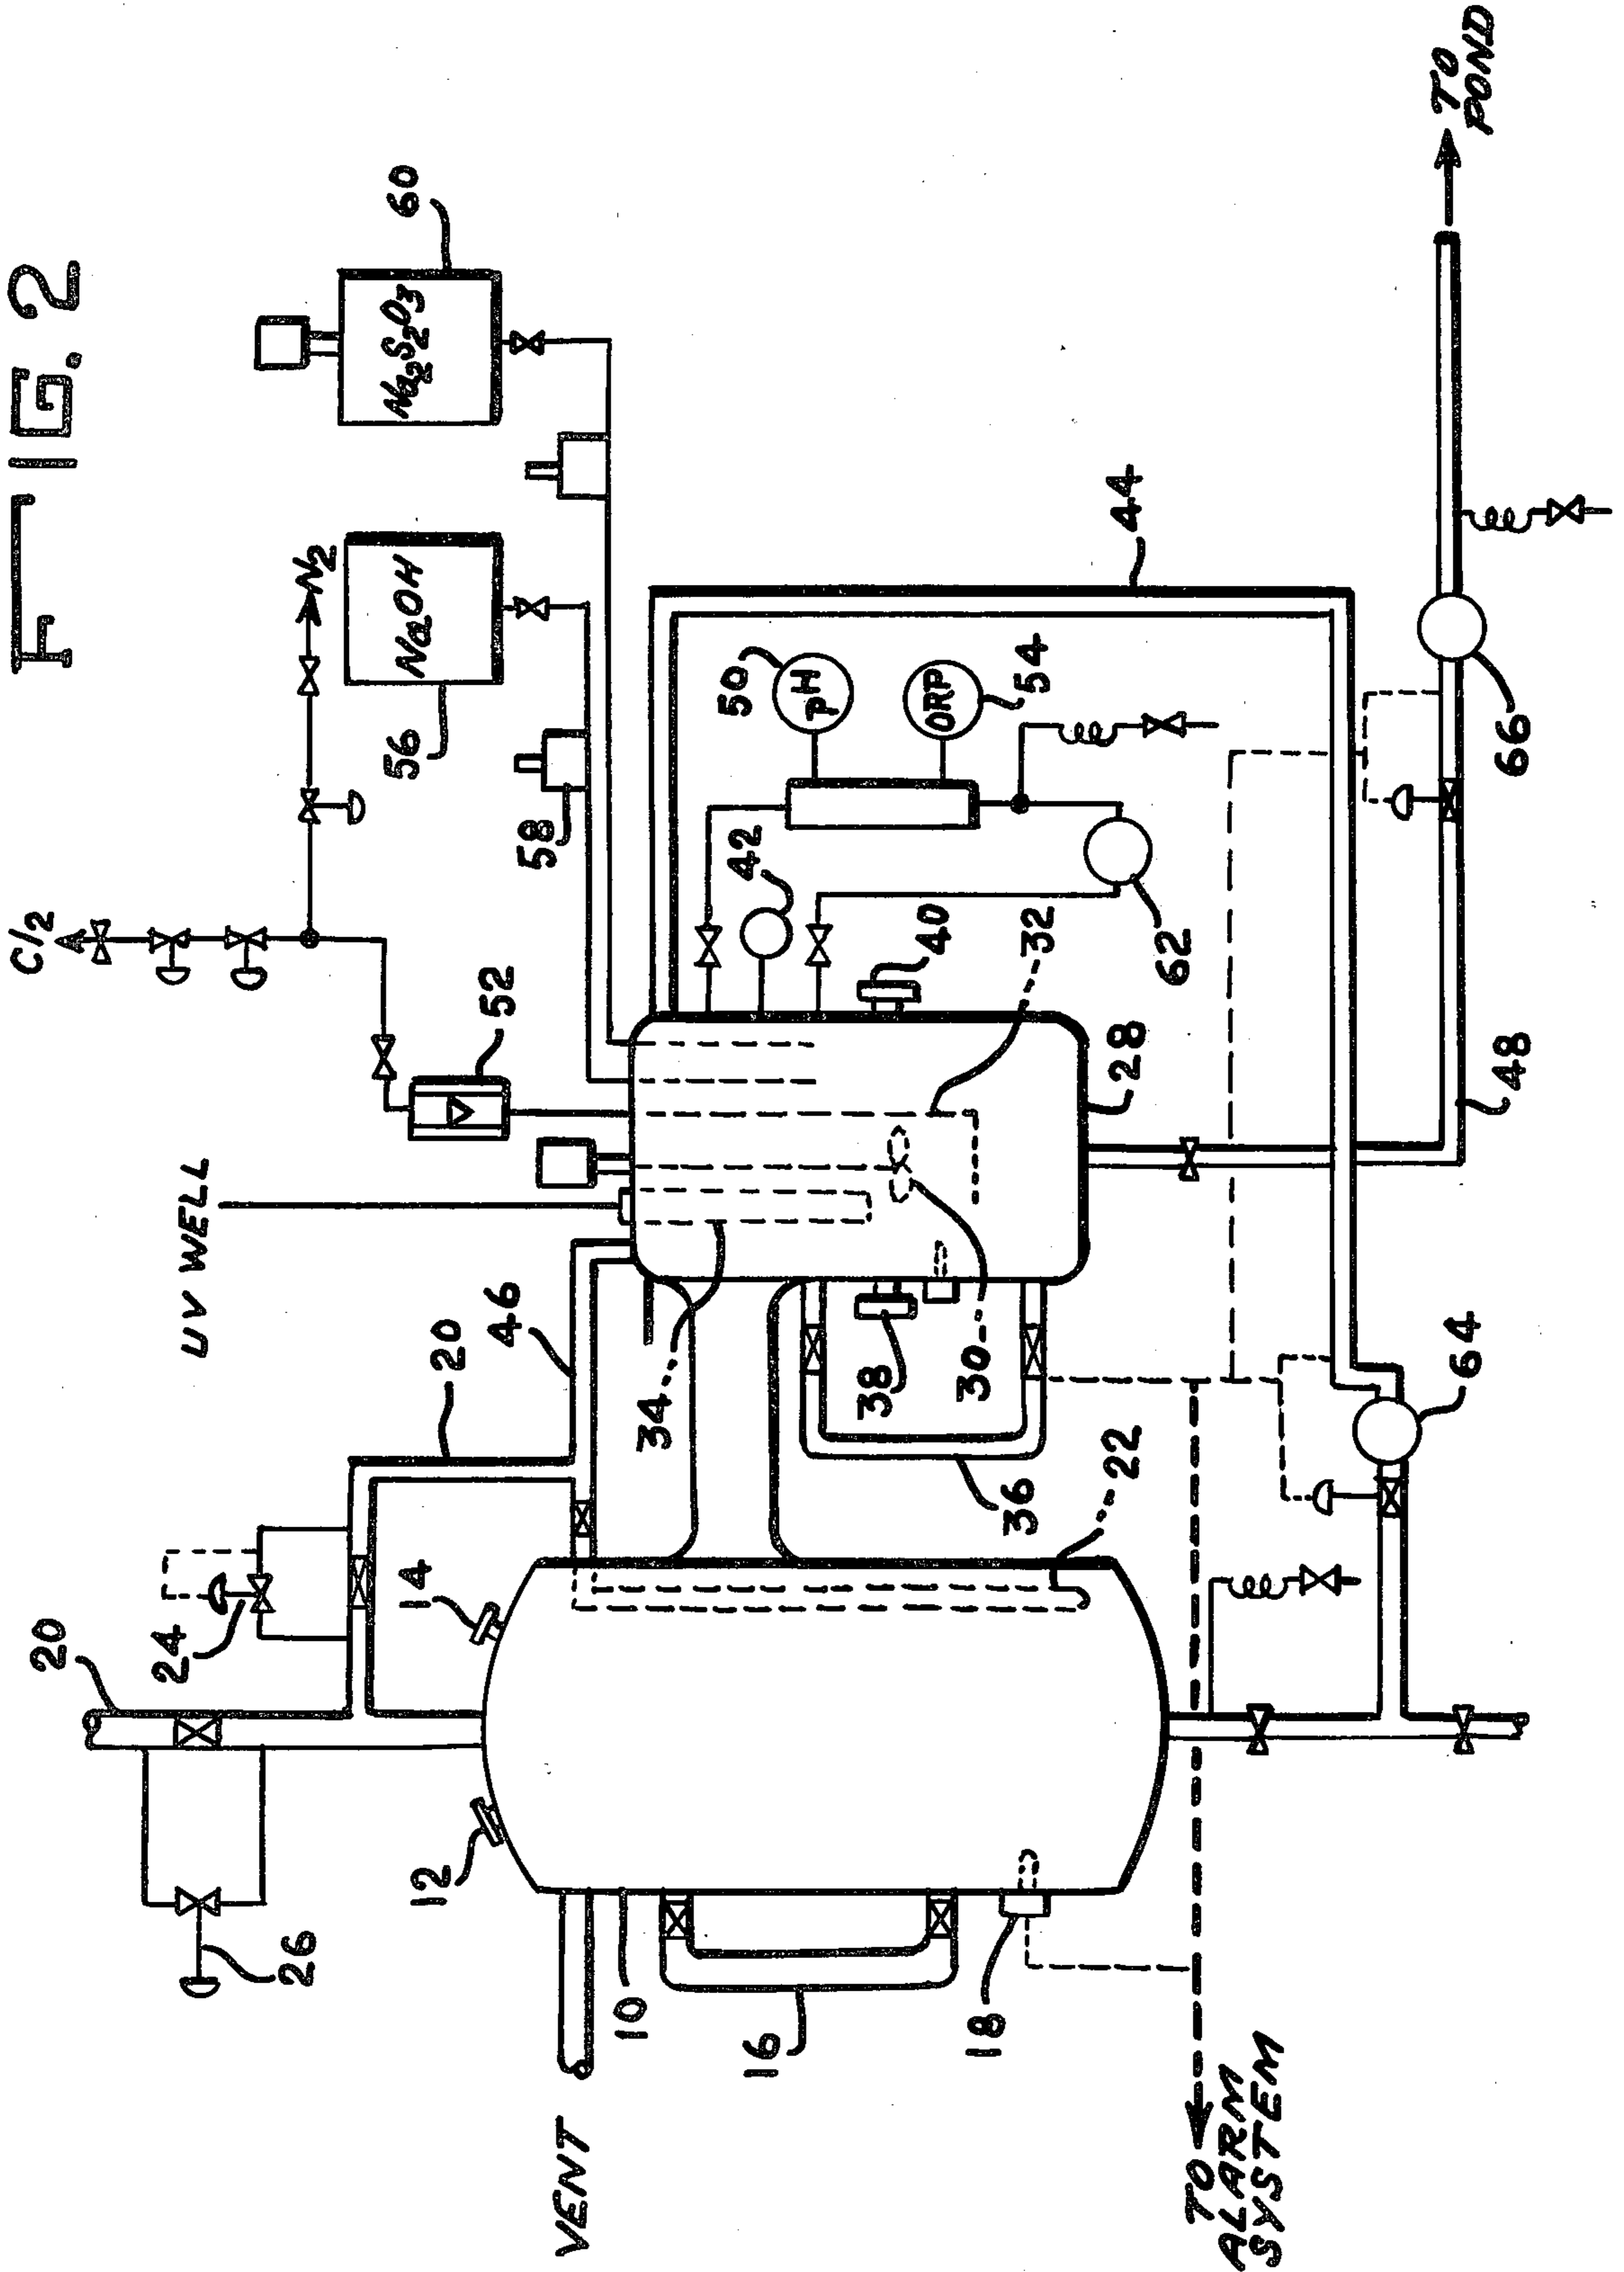 FIG. 2
Cl2
N2
Na2S2O3
60
NaOH
56
UV WELL
52
58
20
24
20
46
26
12
14
34
42
50
pH
ORP
54
44
VENT
10
16
38
40
32
62
30
28
36
22
18
TO
ALARM
SYSTEM
64
48
66
TO
POND